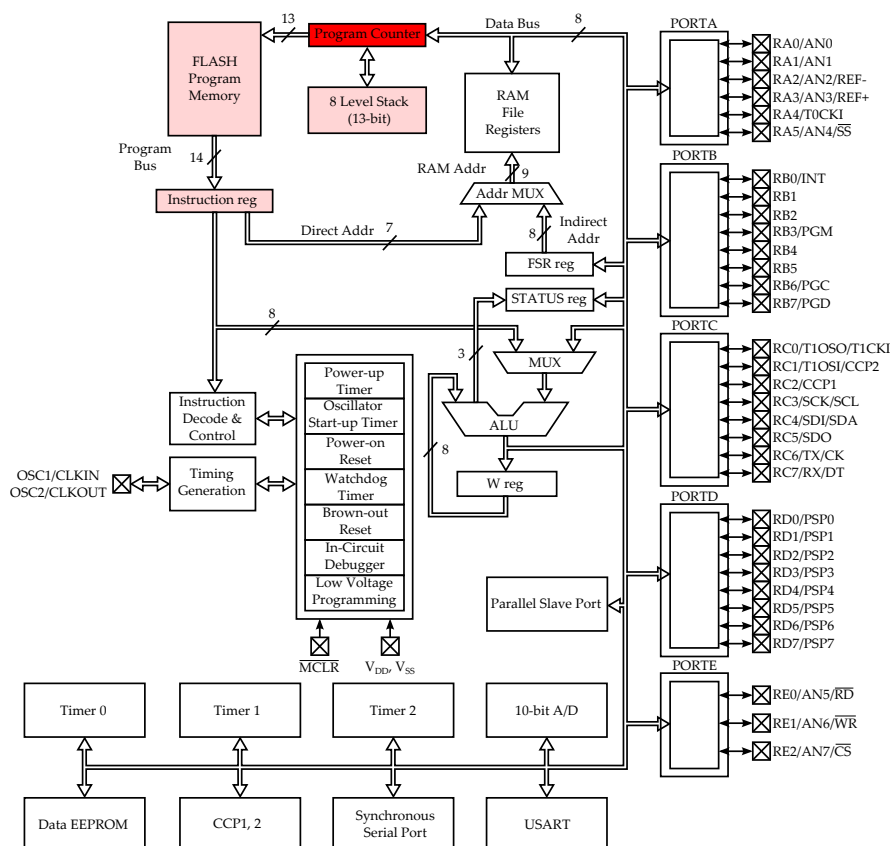 13
Program Counter
Data Bus
8
PORTA
FLASH
Program
Memory
8 Level Stack
(13-bit)
RAM
File
Registers
RA0/AN0
RA1/AN1
RA2/AN2/REF-
RA3/AN3/REF+
RA4/T0CKI
RA5/AN4/S̅S̅
Program
Bus
14
RAM Addr
9
PORTB
Instruction reg
Addr MUX
RB0/INT
RB1
RB2
RB3/PGM
RB4
RB5
RB6/PGC
RB7/PGD
Direct Addr
7
8
Indirect
Addr
FSR reg
STATUS reg
8
3
MUX
PORTC
RC0/T1OSO/T1CKI
RC1/T1OSI/CCP2
RC2/CCP1
RC3/SCK/SCL
RC4/SDI/SDA
RC5/SDO
RC6/TX/CK
RC7/RX/DT
Power-up
Timer
Oscillator
Start-up Timer
Power-on
Reset
Watchdog
Timer
Brown-out
Reset
In-Circuit
Debugger
Low Voltage
Programming
Instruction
Decode &
Control
ALU
8
W reg
OSC1/CLKIN
OSC2/CLKOUT
Timing
Generation
PORTD
RD0/PSP0
RD1/PSP1
RD2/PSP2
RD3/PSP3
RD4/PSP4
RD5/PSP5
RD6/PSP6
RD7/PSP7
Parallel Slave Port
M̅C̅L̅R̅
VDD, VSS
PORTE
RE0/AN5/R̅D̅
RE1/AN6/W̅R̅
RE2/AN7/C̅S̅
Timer 0
Timer 1
Timer 2
10-bit A/D
Data EEPROM
CCP1, 2
Synchronous
Serial Port
USART